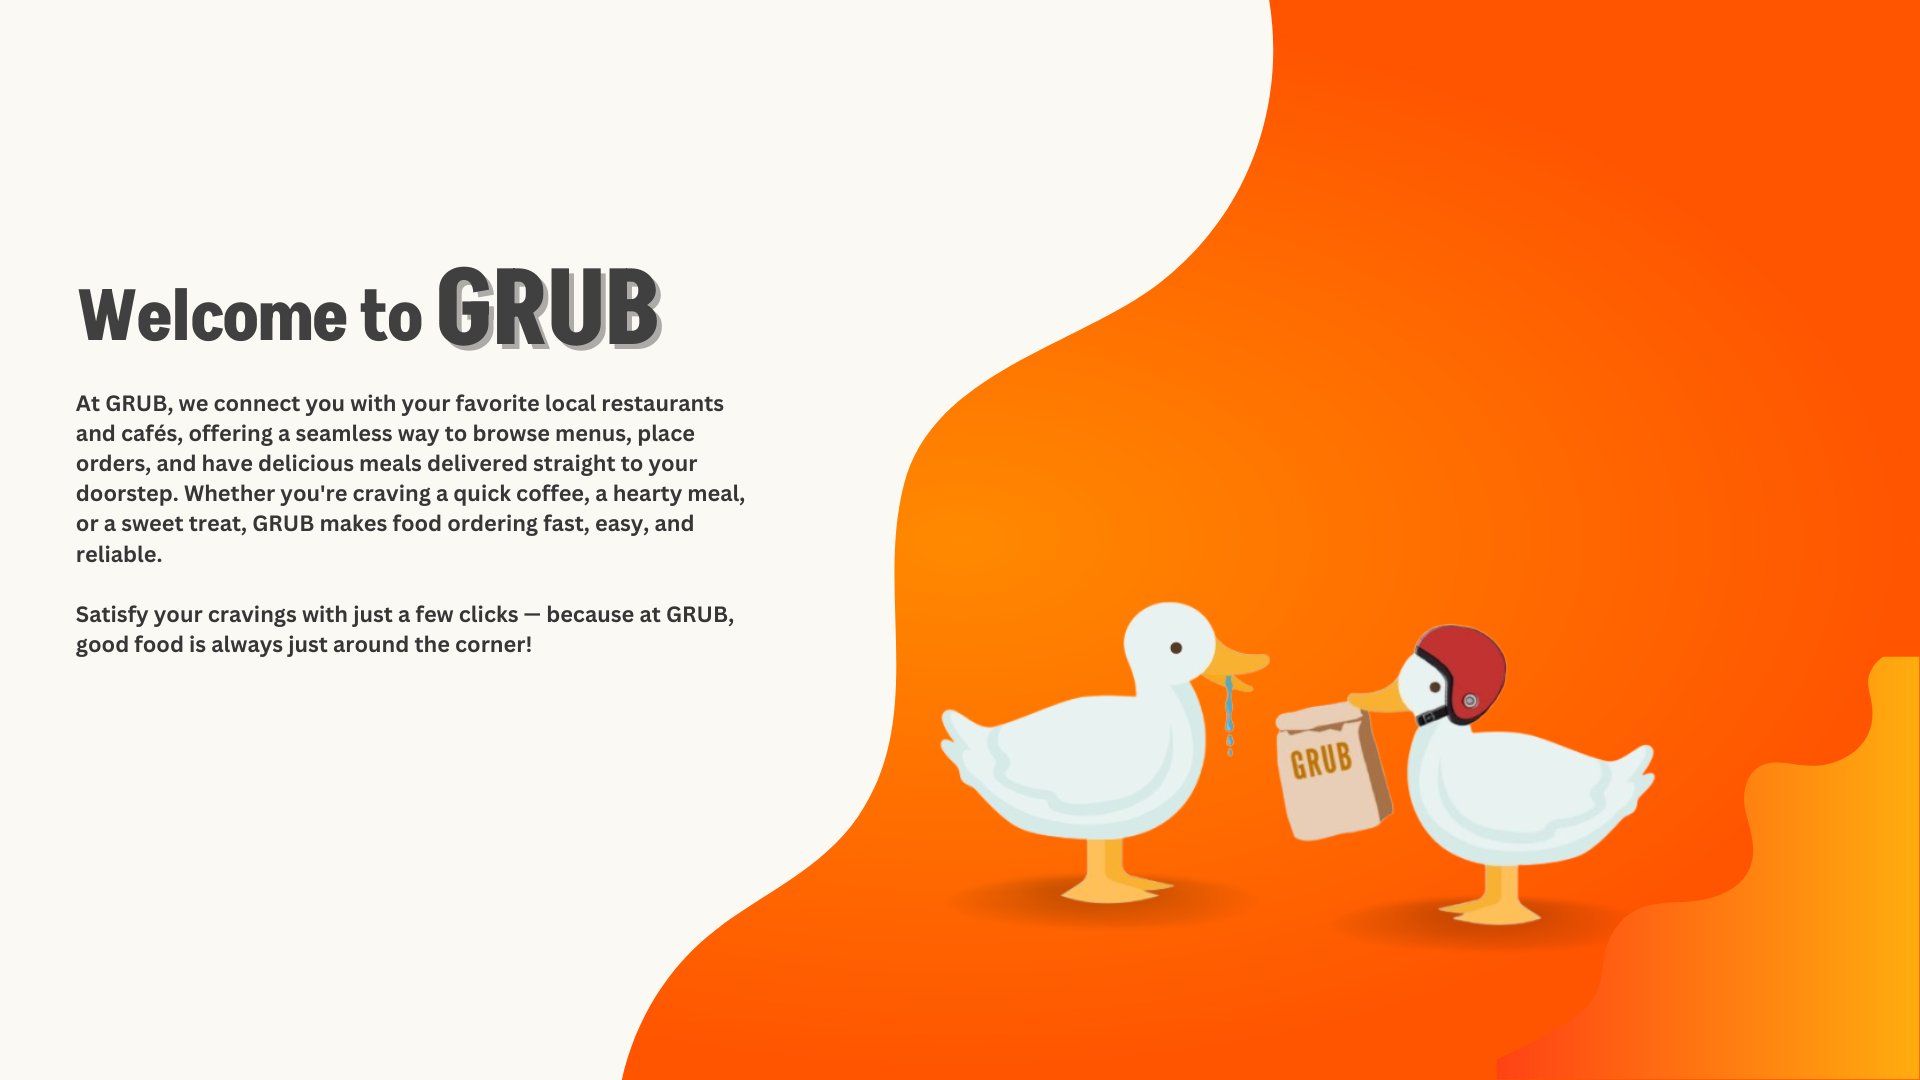 Welcome to GRUB
At GRUB, we connect you with your favorite local restaurants
and cafés, offering a seamless way to browse menus, place
orders, and have delicious meals delivered straight to your
doorstep. Whether you're craving a quick coffee, a hearty meal,
or a sweet treat, GRUB makes food ordering fast, easy, and
reliable.
Satisfy your cravings with just a few clicks — because at GRUB,
good food is always just around the corner!
GRUB